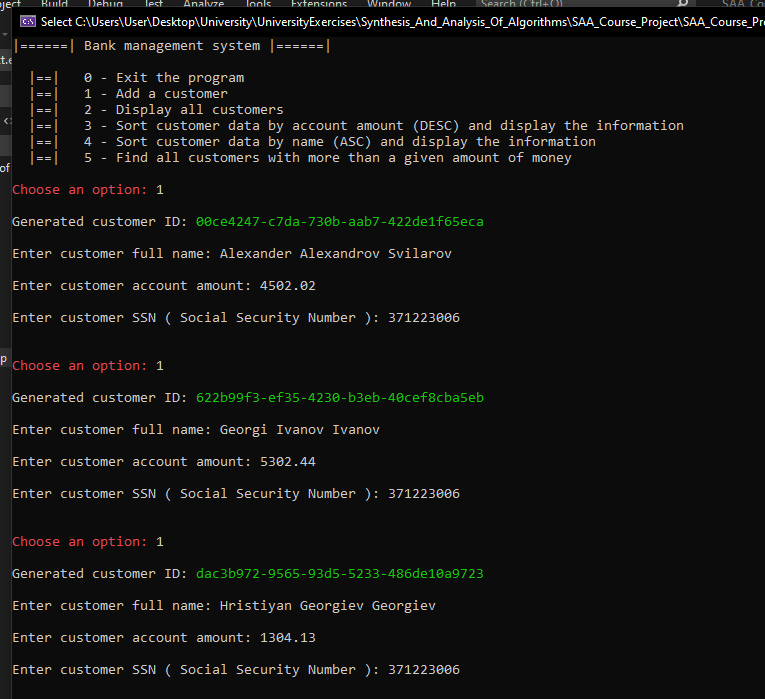 Build Debug Test Analyze Tools Extensions Window Help Search (Ctrl+Q)
Select C:\Users\User\Desktop\University\UniversityExercises\Synthesis_And_Analysis_Of_Algorithms\SAA_Course_Project\SAA_Course_Pro
|======| Bank management system |======|
|==| 0 - Exit the program
|==| 1 - Add a customer
|==| 2 - Display all customers
|==| 3 - Sort customer data by account amount (DESC) and display the information
|==| 4 - Sort customer data by name (ASC) and display the information
|==| 5 - Find all customers with more than a given amount of money
Choose an option: 1
Generated customer ID: 00ce4247-c7da-730b-aab7-422de1f65eca
Enter customer full name: Alexander Alexandrov Svilarov
Enter customer account amount: 4502.02
Enter customer SSN ( Social Security Number ): 371223006
Choose an option: 1
Generated customer ID: 622b99f3-ef35-4230-b3eb-40cef8cba5eb
Enter customer full name: Georgi Ivanov Ivanov
Enter customer account amount: 5302.44
Enter customer SSN ( Social Security Number ): 371223006
Choose an option: 1
Generated customer ID: dac3b972-9565-93d5-5233-486de10a9723
Enter customer full name: Hristiyan Georgiev Georgiev
Enter customer account amount: 1304.13
Enter customer SSN ( Social Security Number ): 371223006